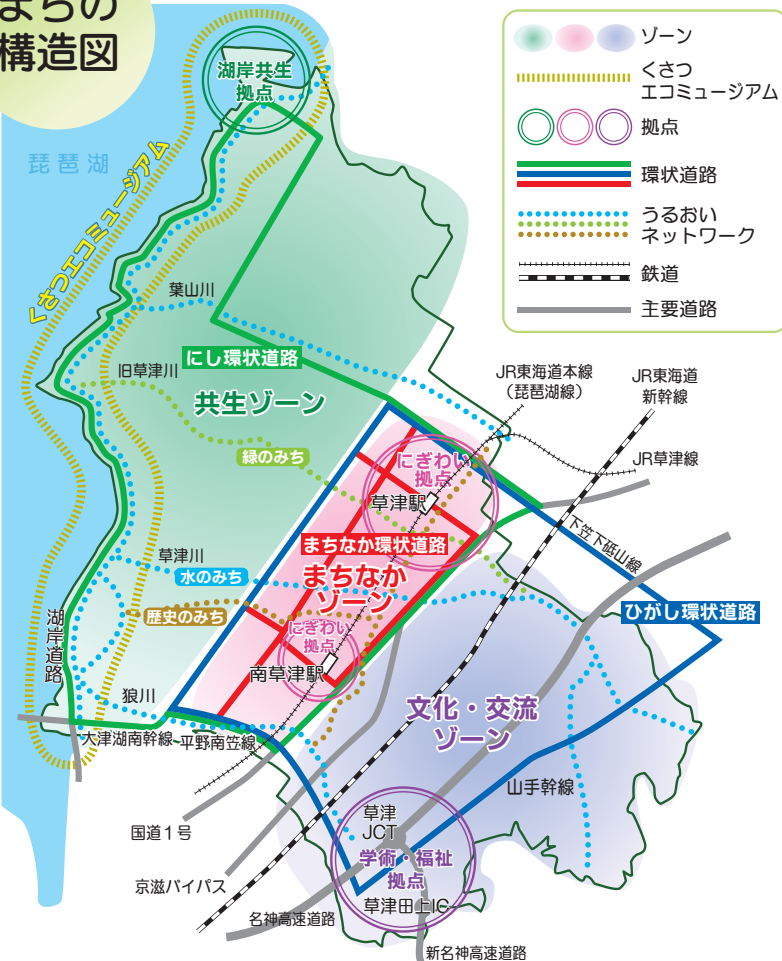 まちの
構造図
ゾーン
くさつ
エコミュージアム
拠点
環状道路
うるおい
ネットワーク
鉄道
主要道路
湖岸共生
拠点
琵琶湖
くさつエコミュージアム
葉山川
にし環状道路
旧草津川
共生ゾーン
JR東海道本線
(琵琶湖線)
JR東海道
新幹線
JR草津線
緑のみち
にぎわい
拠点
草津駅
下笠下砥山線
まちなか環状道路
草津川
水のみち
まちなか
ゾーン
ひがし環状道路
湖岸道路
歴史のみち
にぎわい
拠点
南草津駅
狼川
文化・交流
ゾーン
大津湖南幹線
平野南笠線
山手幹線
草津
JCT
国道1号
学術・福祉
拠点
京滋バイパス
草津田上IC
名神高速道路
新名神高速道路